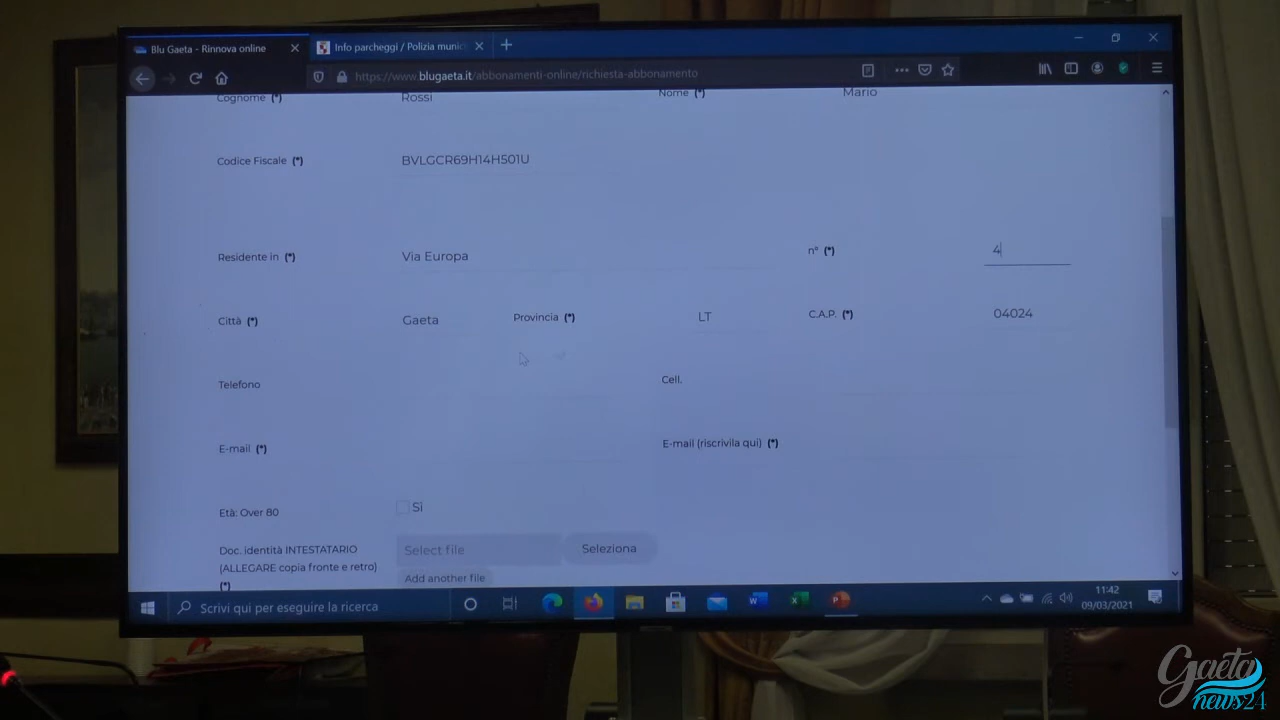 Blu Gaeta - Rinnova online
Info parcheggi / Polizia munic
https://www.blugaeta.it/abbonamenti-online/richiesta-abbonamento
Cognome (*) Rossi Nome (*) Mario
Codice Fiscale (*) BVLGCR69H14H501U
Residente in (*) Via Europa n° (*) 4
Città (*) Gaeta Provincia (*) LT C.A.P. (*) 04024
Telefono Cell.
E-mail (*) E-mail (riscrivila qui) (*)
Età: Over 80 Sì
Doc. identità INTESTATARIO
(ALLEGARE copia fronte e retro)
(*)
Select file Seleziona
Add another file
Scrivi qui per eseguire la ricerca
11:42
09/03/2021
Gaeta
news24